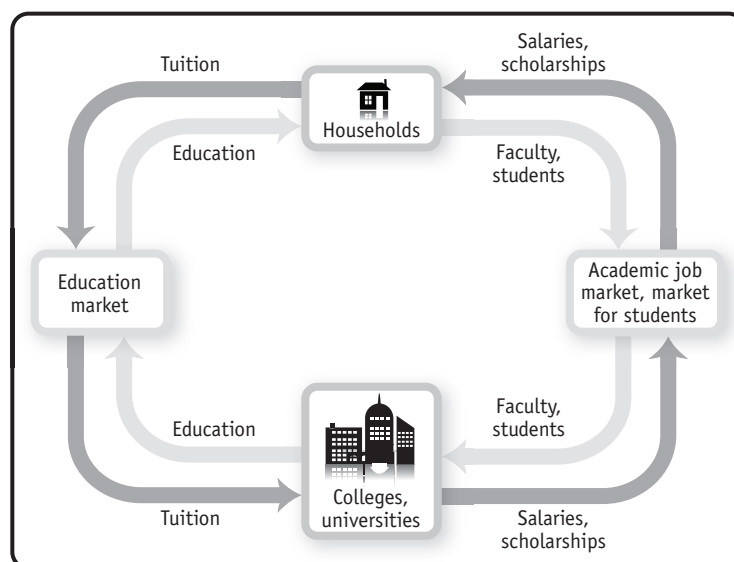 Tuition
Salaries,
scholarships
Households
Education
Faculty,
students
Education
market
Academic job
market, market
for students
Education
Faculty,
students
Colleges,
universities
Tuition
Salaries,
scholarships